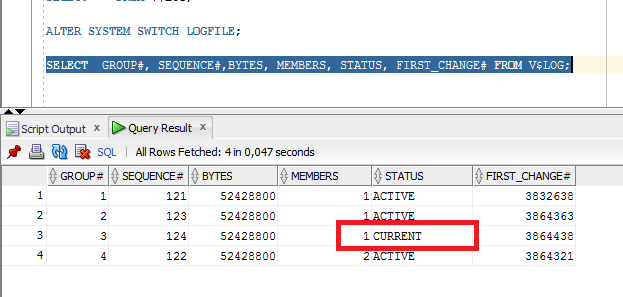 ALTER SYSTEM SWITCH LOGFILE;
SELECT GROUP#, SEQUENCE#,BYTES, MEMBERS, STATUS, FIRST_CHANGE# FROM V$LOG;
Script Output x Query Result x
SQL | All Rows Fetched: 4 in 0,047 seconds
GROUP# SEQUENCE# BYTES MEMBERS STATUS FIRST_CHANGE#
1 1 121 52428800 1 ACTIVE 3832638
2 2 123 52428800 1 ACTIVE 3864363
3 3 124 52428800 1 CURRENT 3864438
4 4 122 52428800 2 ACTIVE 3864321